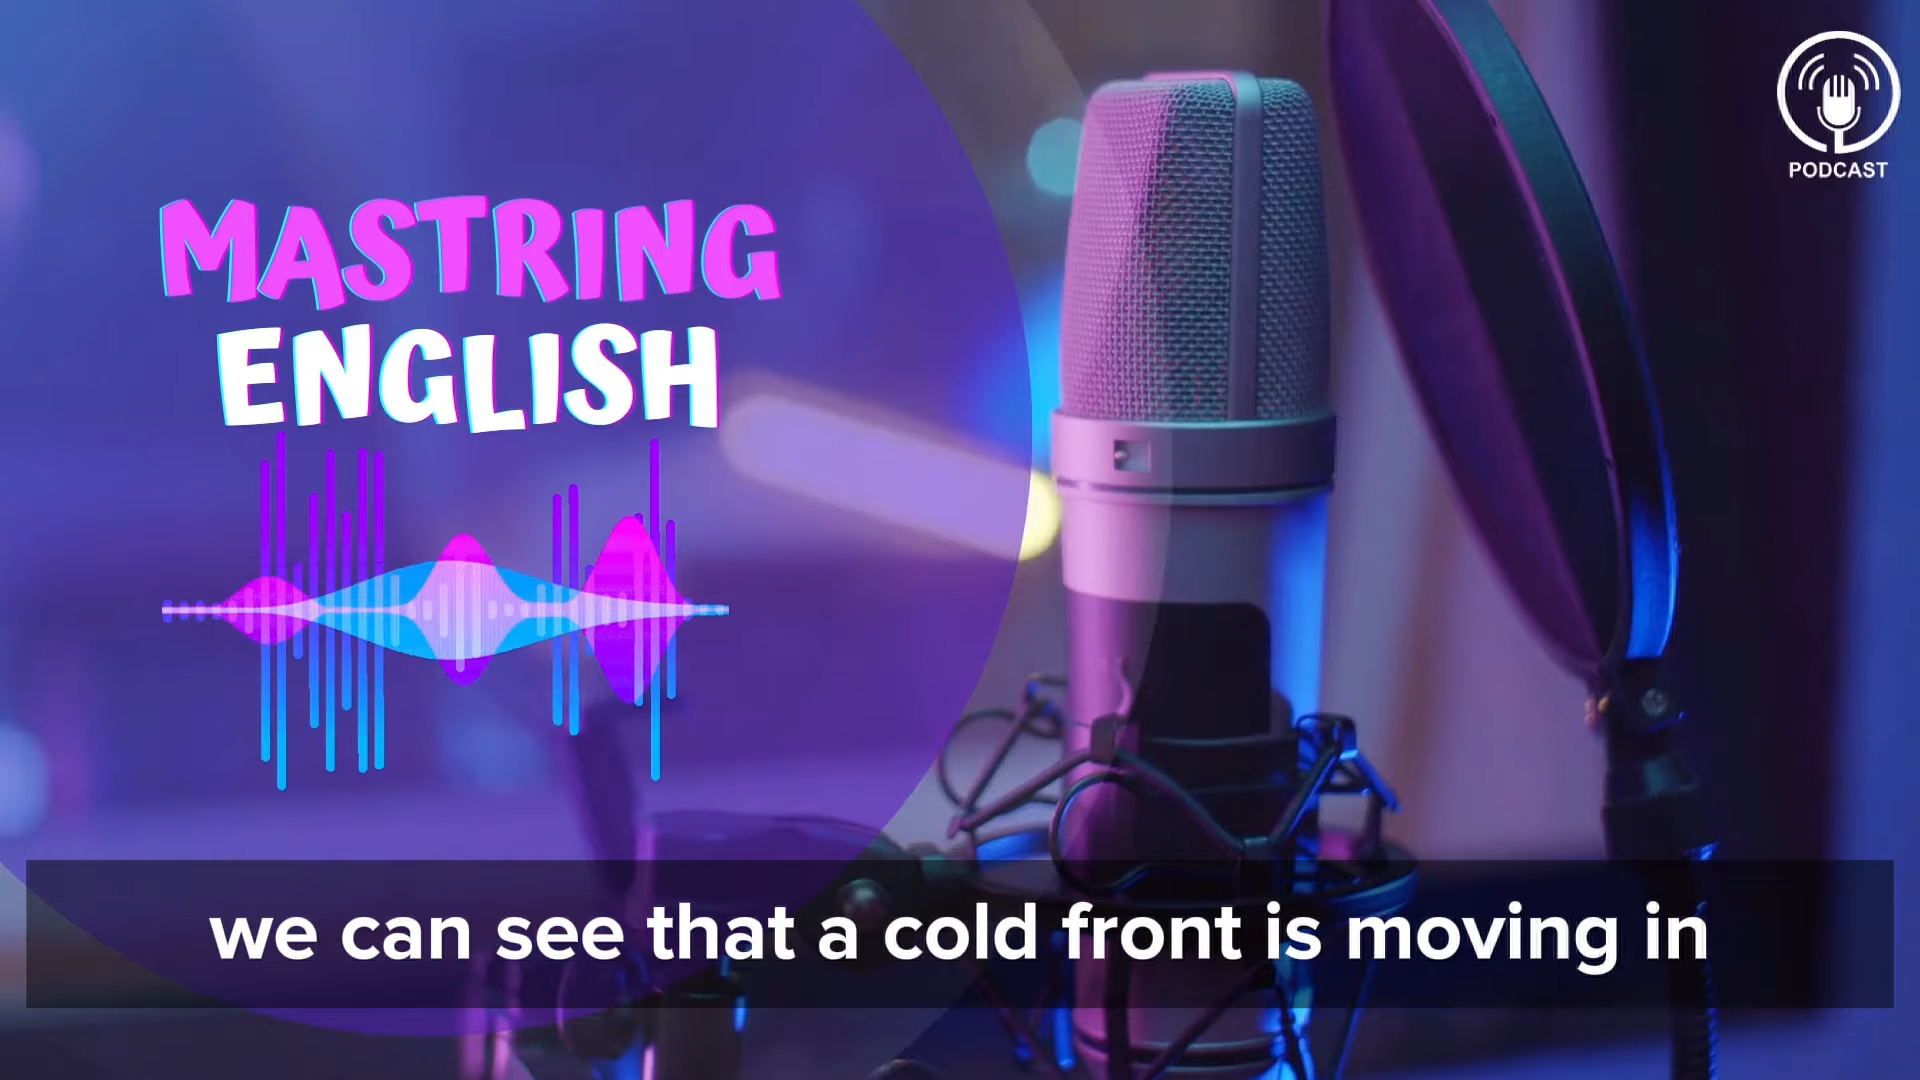 MASTRING
ENGLISH
PODCAST
we can see that a cold front is moving in